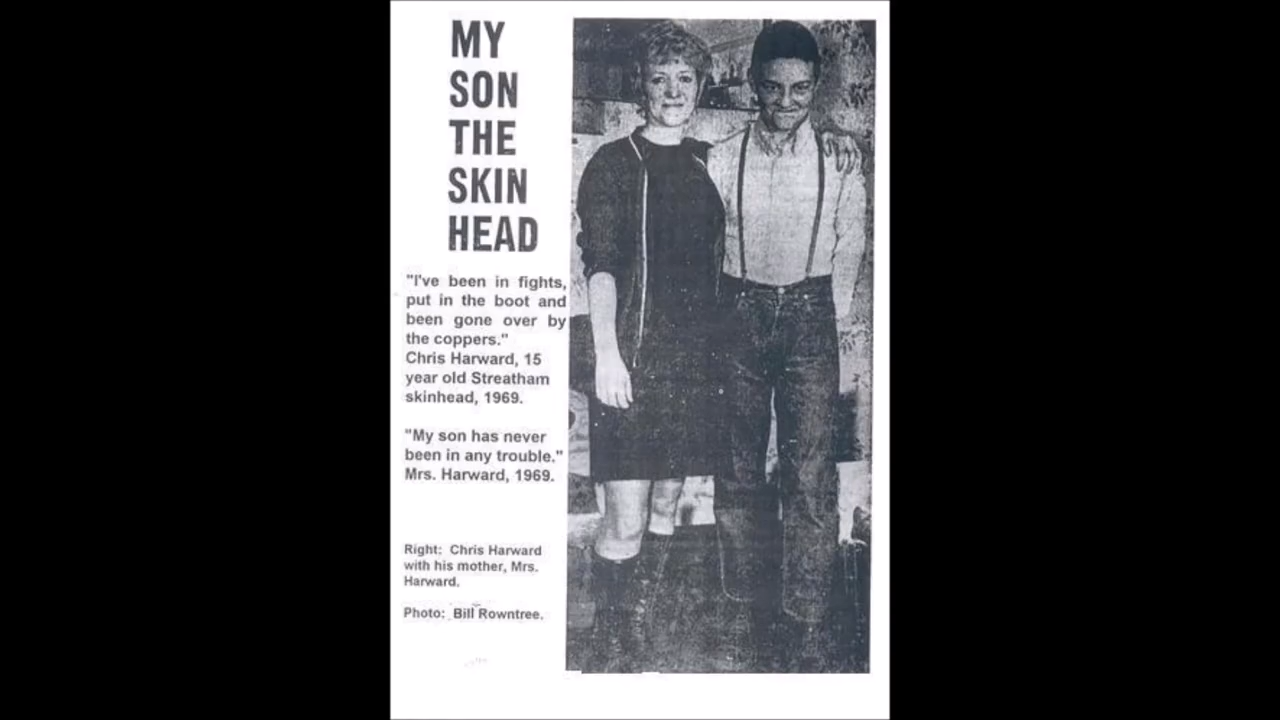 MY
SON
THE
SKIN
HEAD
"I've been in fights,
put in the boot and
been gone over by
the coppers."
Chris Harward, 15
year old Streatham
skinhead, 1969.
"My son has never
been in any trouble."
Mrs. Harward, 1969.
Right: Chris Harward
with his mother, Mrs.
Harward.
Photo: Bill Rowntree.